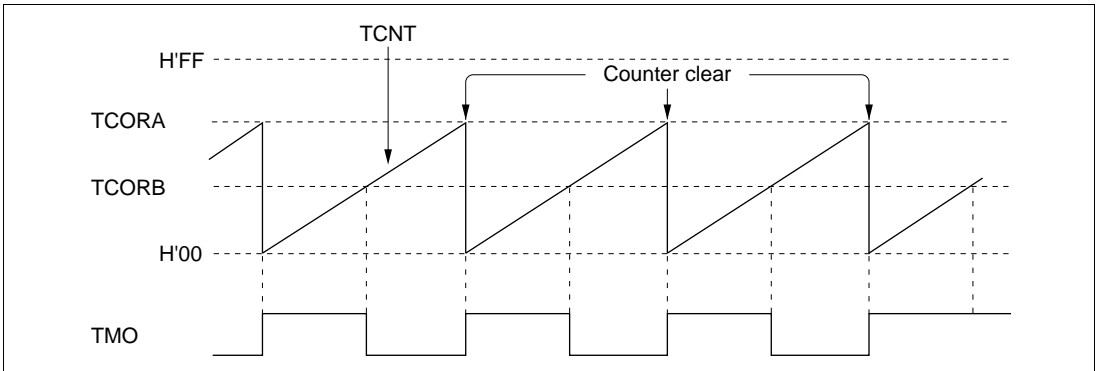 TCNT
H'FF
Counter clear
TCORA
TCORB
H'00
TMO